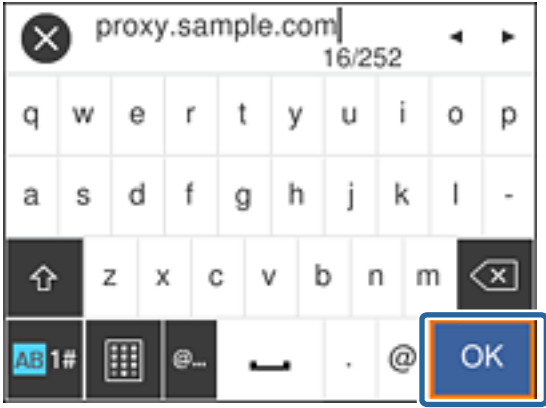 proxy.sample.com
16/252
q w e r t y u i o p
a s d f g h j k l -
z x c v b n m
AB 1# @... . @ OK